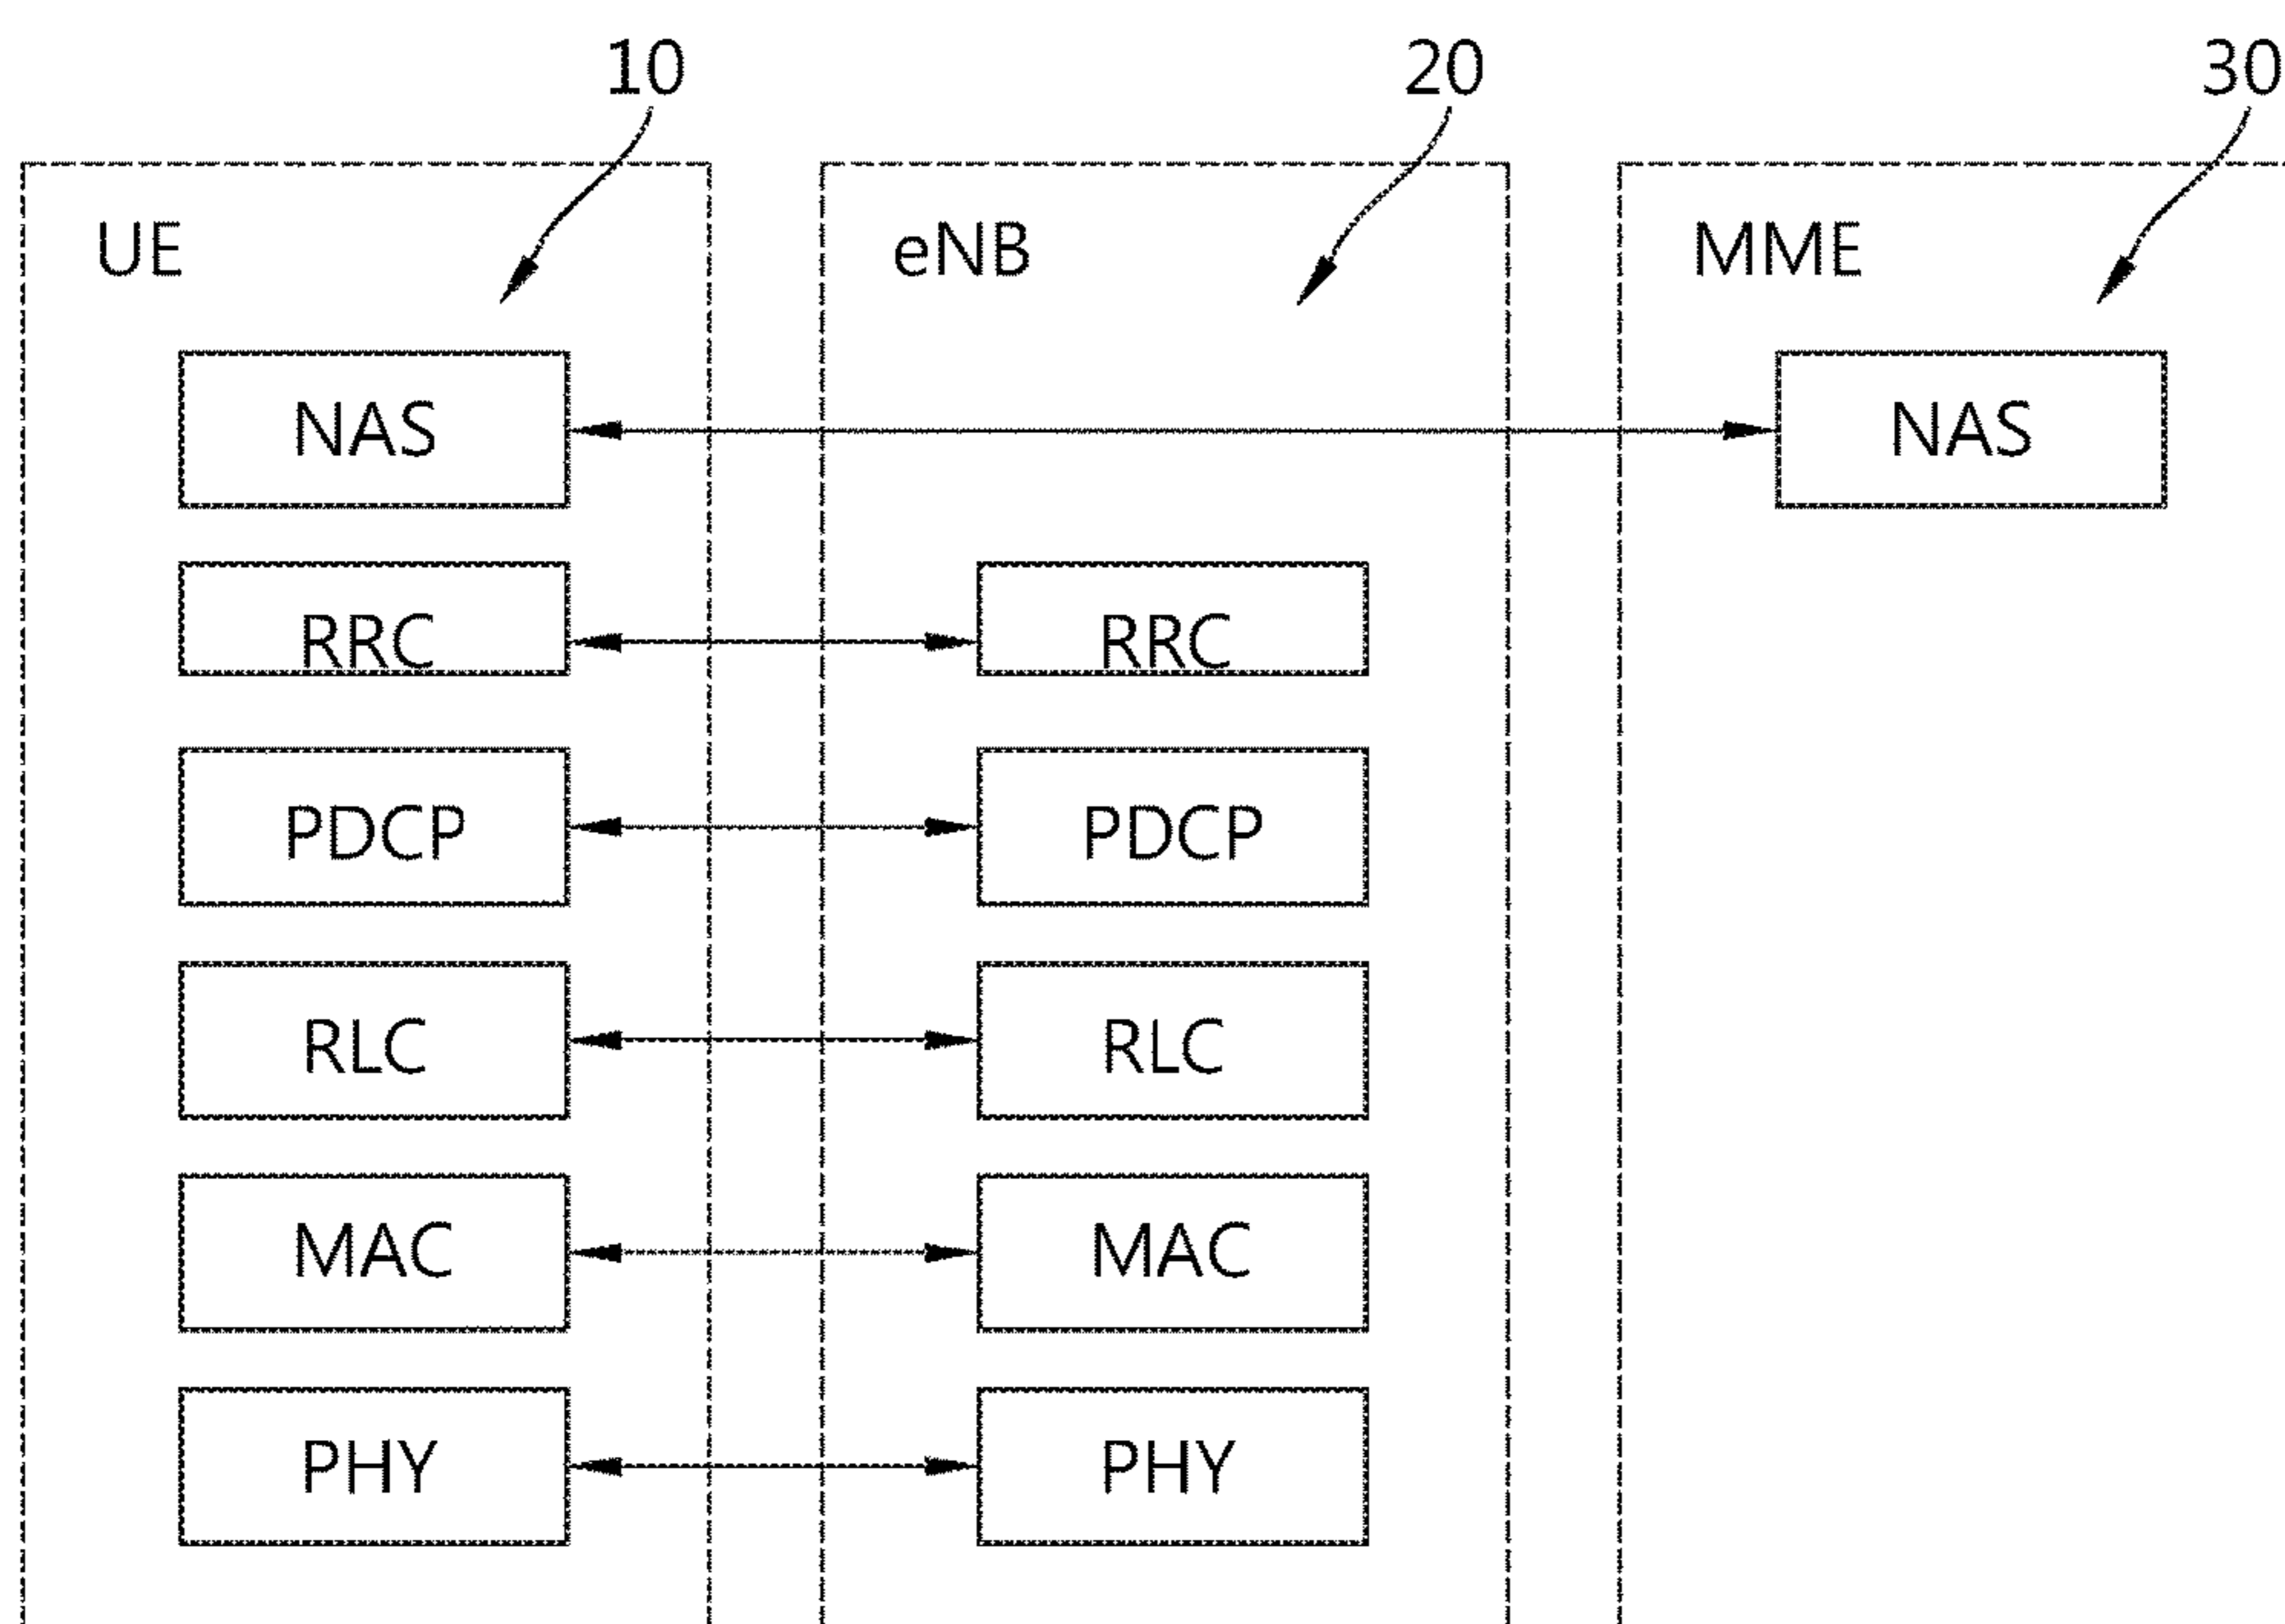 10 20 30
UE eNB MME
NAS NAS
RRC RRC
PDCP PDCP
RLC RLC
MAC MAC
PHY PHY